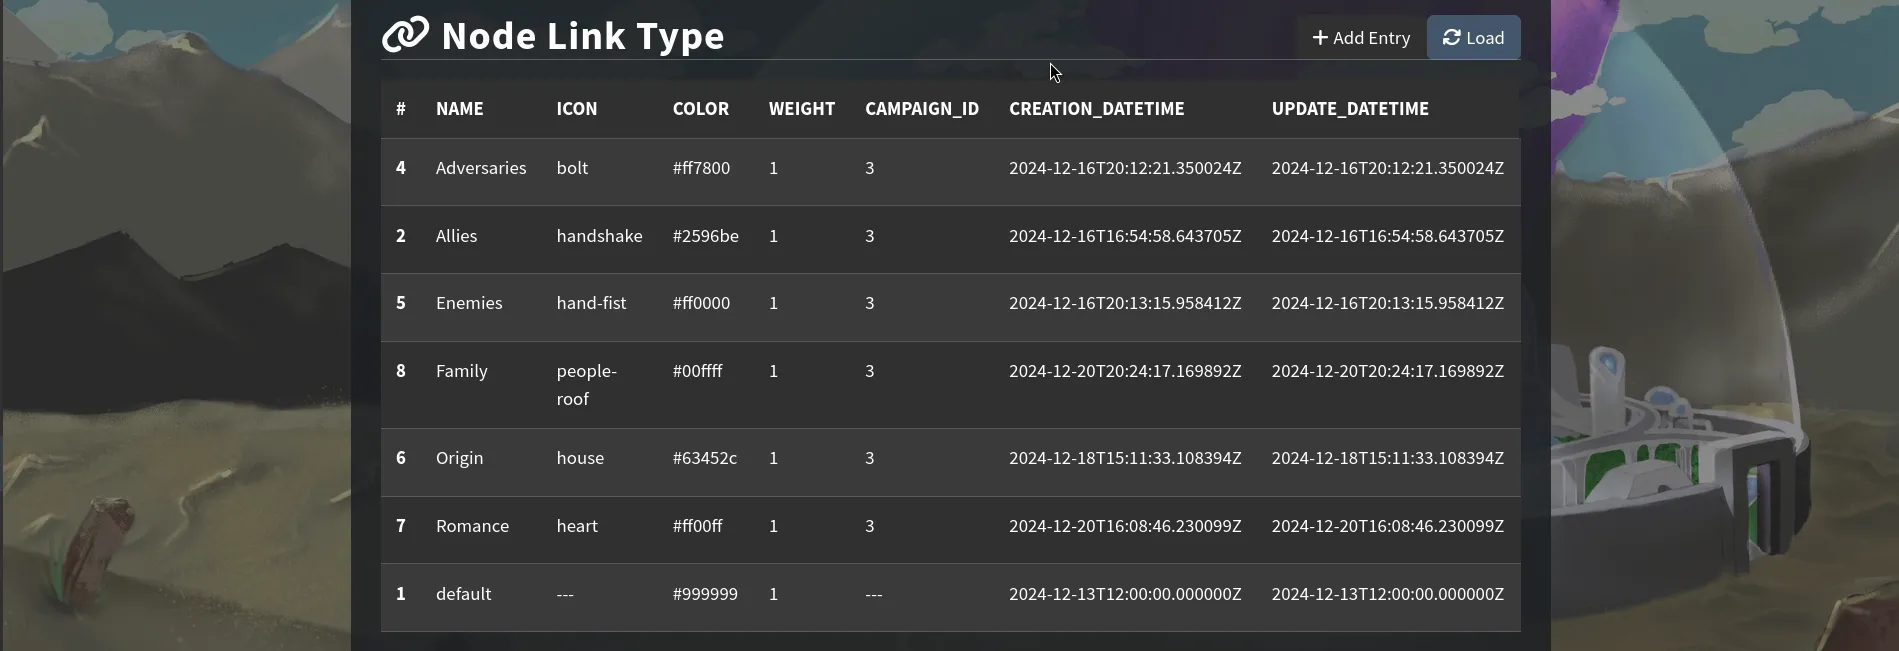 Node Link Type
+ Add Entry Load
# NAME ICON COLOR WEIGHT CAMPAIGN_ID CREATION_DATETIME UPDATE_DATETIME
4 Adversaries bolt #ff7800 1 3 2024-12-16T20:12:21.350024Z 2024-12-16T20:12:21.350024Z
2 Allies handshake #2596be 1 3 2024-12-16T16:54:58.643705Z 2024-12-16T16:54:58.643705Z
5 Enemies hand-fist #ff0000 1 3 2024-12-16T20:13:15.958412Z 2024-12-16T20:13:15.958412Z
8 Family people- #00ffff 1 3 2024-12-20T20:24:17.169892Z 2024-12-20T20:24:17.169892Z
roof
6 Origin house #63452c 1 3 2024-12-18T15:11:33.108394Z 2024-12-18T15:11:33.108394Z
7 Romance heart #ff00ff 1 3 2024-12-20T16:08:46.230099Z 2024-12-20T16:08:46.230099Z
1 default --- #999999 1 --- 2024-12-13T12:00:00.000000Z 2024-12-13T12:00:00.000000Z